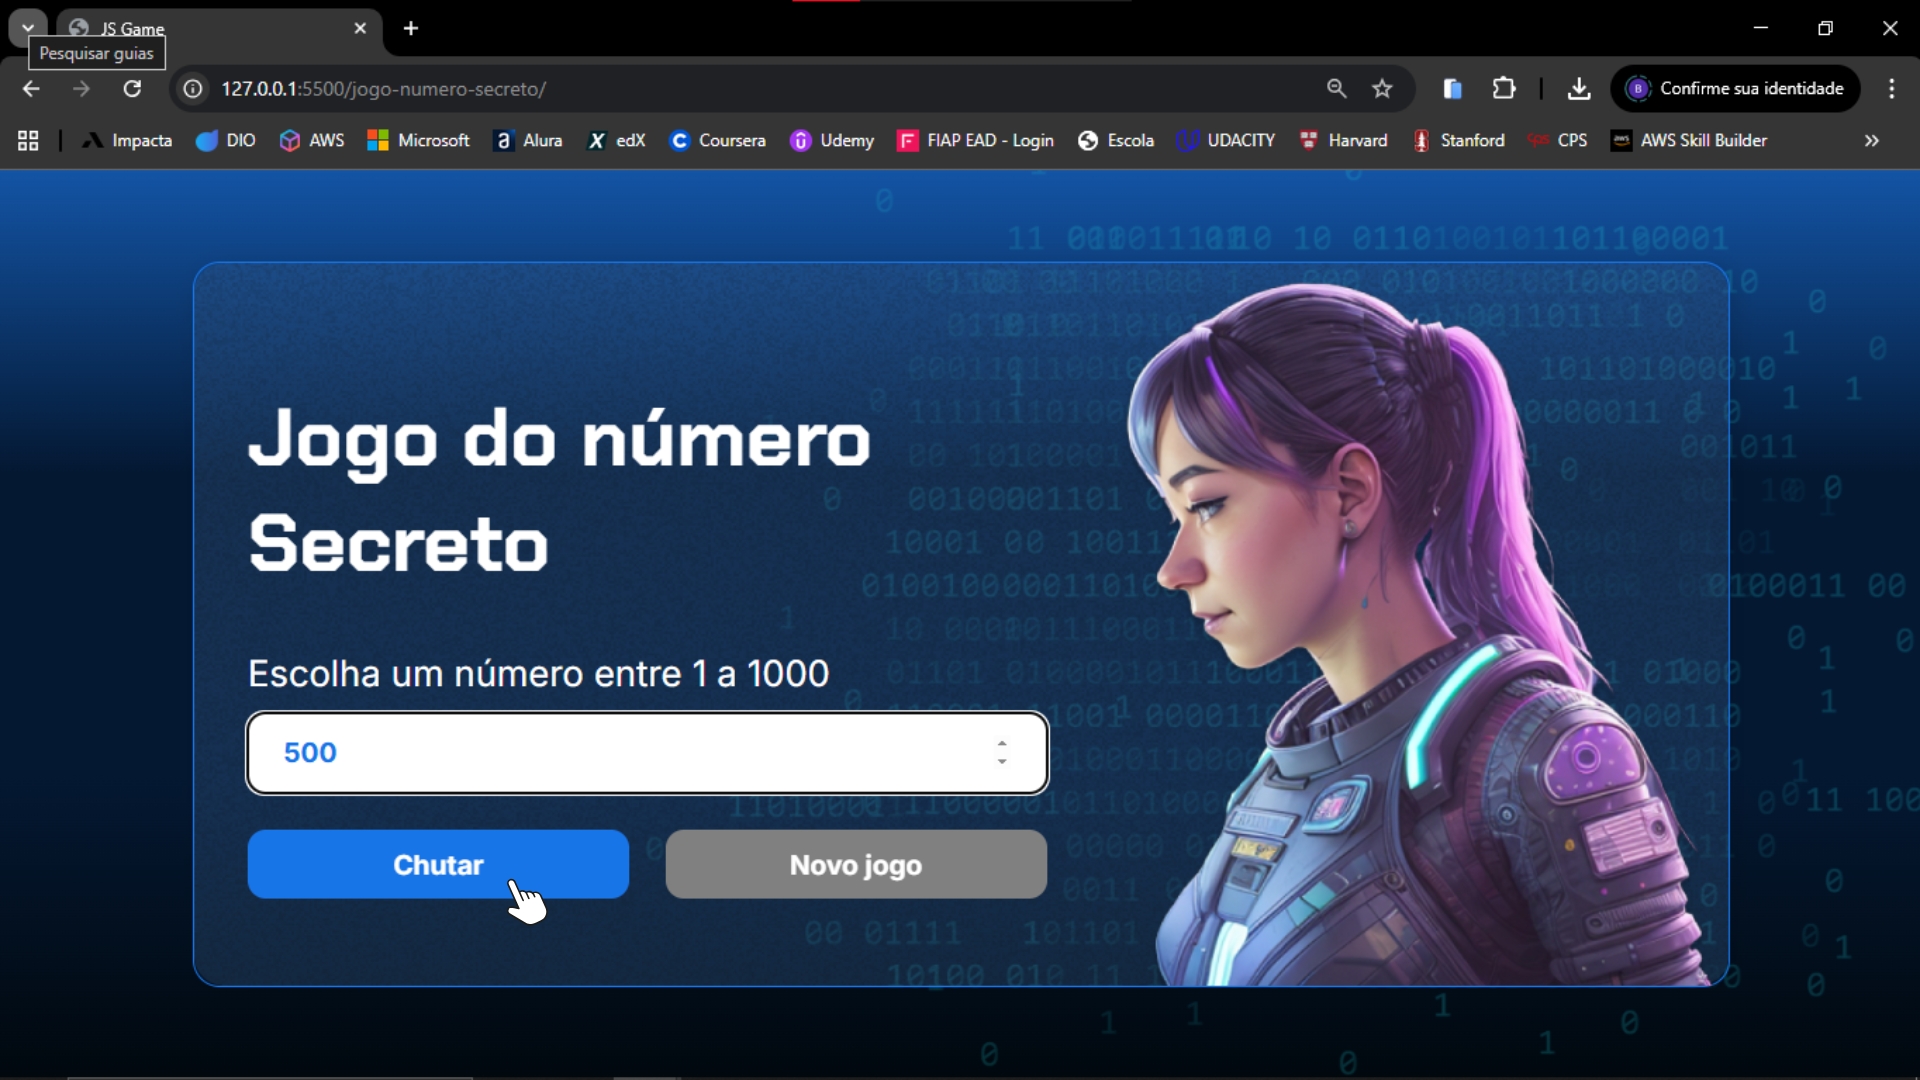 JS Game
Pesquisar guias
127.0.0.1:5500/jogo-numero-secreto/
Confirme sua identidade
Impacta DIO AWS Microsoft Alura edX Coursera Udemy FIAP EAD - Login Escola UDACITY Harvard Stanford CPS AWS Skill Builder
Jogo do número
Secreto
Escolha um número entre 1 a 1000
500
Chutar Novo jogo